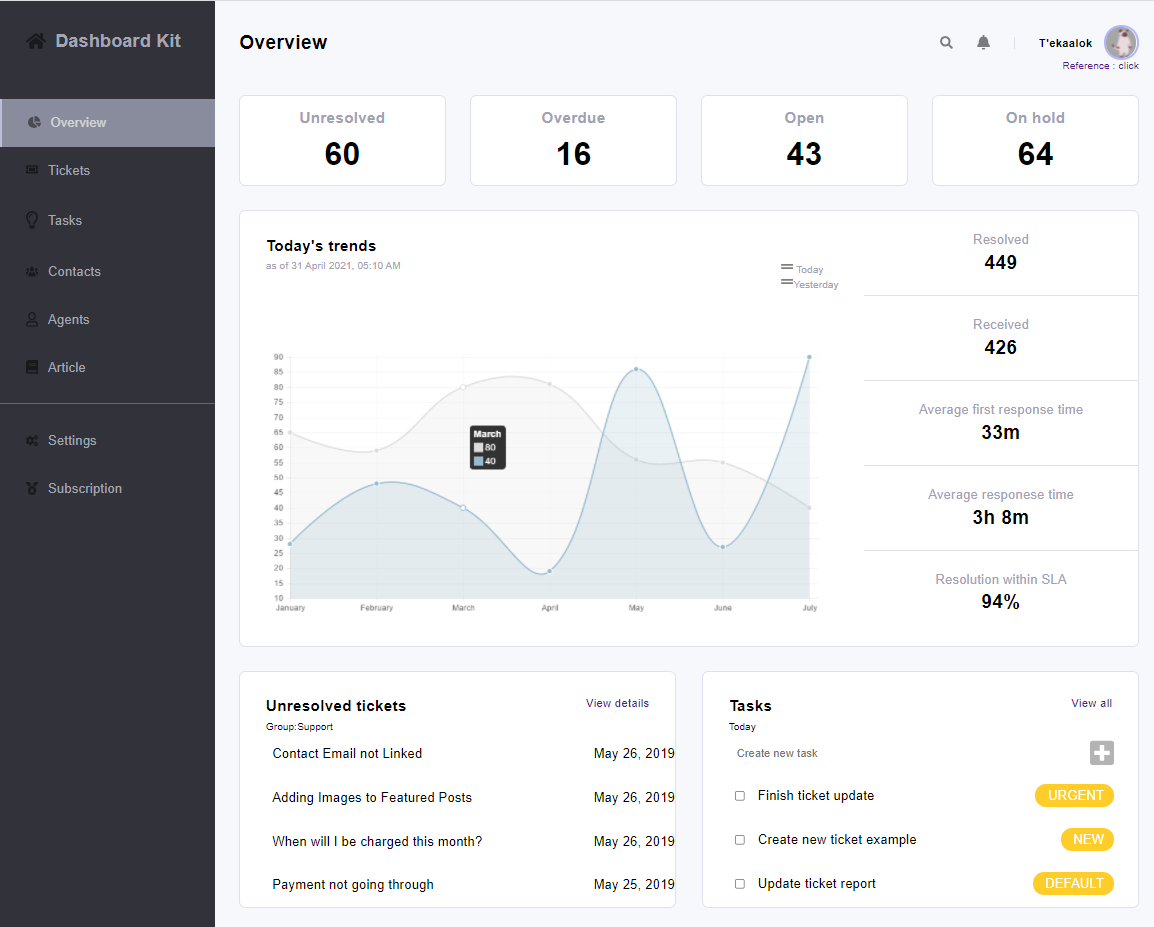 Dashboard Kit
Overview
Tickets
Tasks
Contacts
Agents
Article
Settings
Subscription
Overview
T'ekaalok
Reference : click
Unresolved
60
Overdue
16
Open
43
On hold
64
Today's trends
as of 31 April 2021, 05:10 AM
Today
Yesterday
90
85
80
75
70
65
60
55
50
45
40
35
30
25
20
15
10
January February March April May June July
March
80
40
Resolved
449
Received
426
Average first response time
33m
Average responese time
3h 8m
Resolution within SLA
94%
Unresolved tickets View details
Group:Support
Contact Email not Linked May 26, 2019
Adding Images to Featured Posts May 26, 2019
When will I be charged this month? May 26, 2019
Payment not going through May 25, 2019
Tasks View all
Today
Create new task
Finish ticket update URGENT
Create new ticket example NEW
Update ticket report DEFAULT